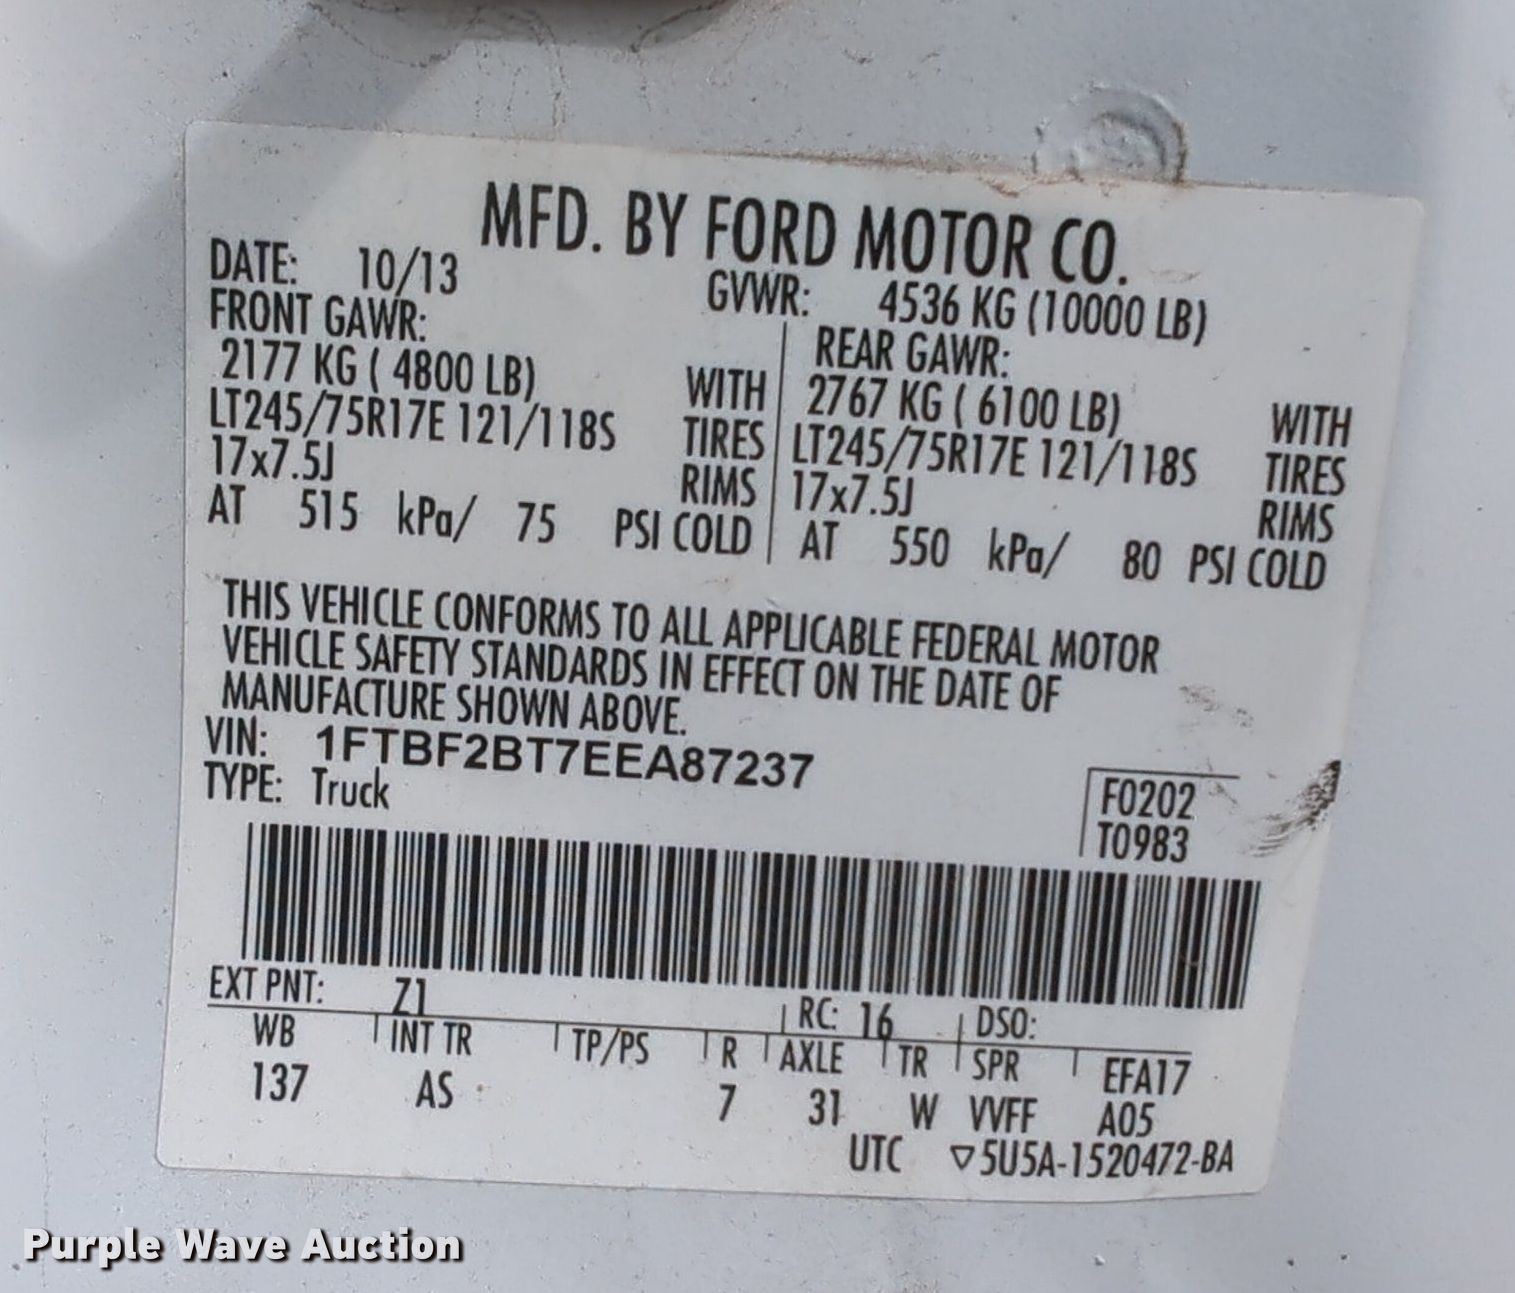 MFD. BY FORD MOTOR CO.
DATE: 10/13 GVWR: 4536 KG (10000 LB)
FRONT GAWR: REAR GAWR:
2177 KG ( 4800 LB) WITH 2767 KG ( 6100 LB) WITH
LT245/75R17E 121/118S TIRES LT245/75R17E 121/118S TIRES
17x7.5J RIMS 17x7.5J RIMS
AT 515 kPa/ 75 PSI COLD AT 550 kPa/ 80 PSI COLD
THIS VEHICLE CONFORMS TO ALL APPLICABLE FEDERAL MOTOR
VEHICLE SAFETY STANDARDS IN EFFECT ON THE DATE OF
MANUFACTURE SHOWN ABOVE.
VIN: 1FTBF2BT7EEA87237
TYPE: Truck
F0202
T0983
EXT PNT: Z1 RC: 16 DSO:
WB INT TR TP/PS R AXLE TR SPR EFA17
137 AS 7 31 W VVFF A05
UTC ▽5U5A-1520472-BA
Purple Wave Auction